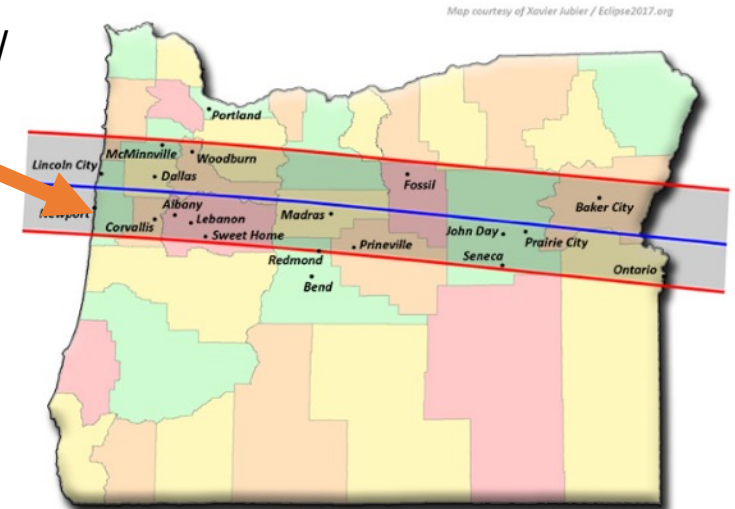 Map courtesy of Xavier Jubier / Eclipse2017.org
/
Portland
McMinnville
Woodburn
Lincoln City
Dallas
Fossil
Baker City
Newport
Albany
Lebanon
Corvallis
Sweet Home
Madras
John Day
Prairie City
Prineville
Redmond
Seneca
Ontario
Bend